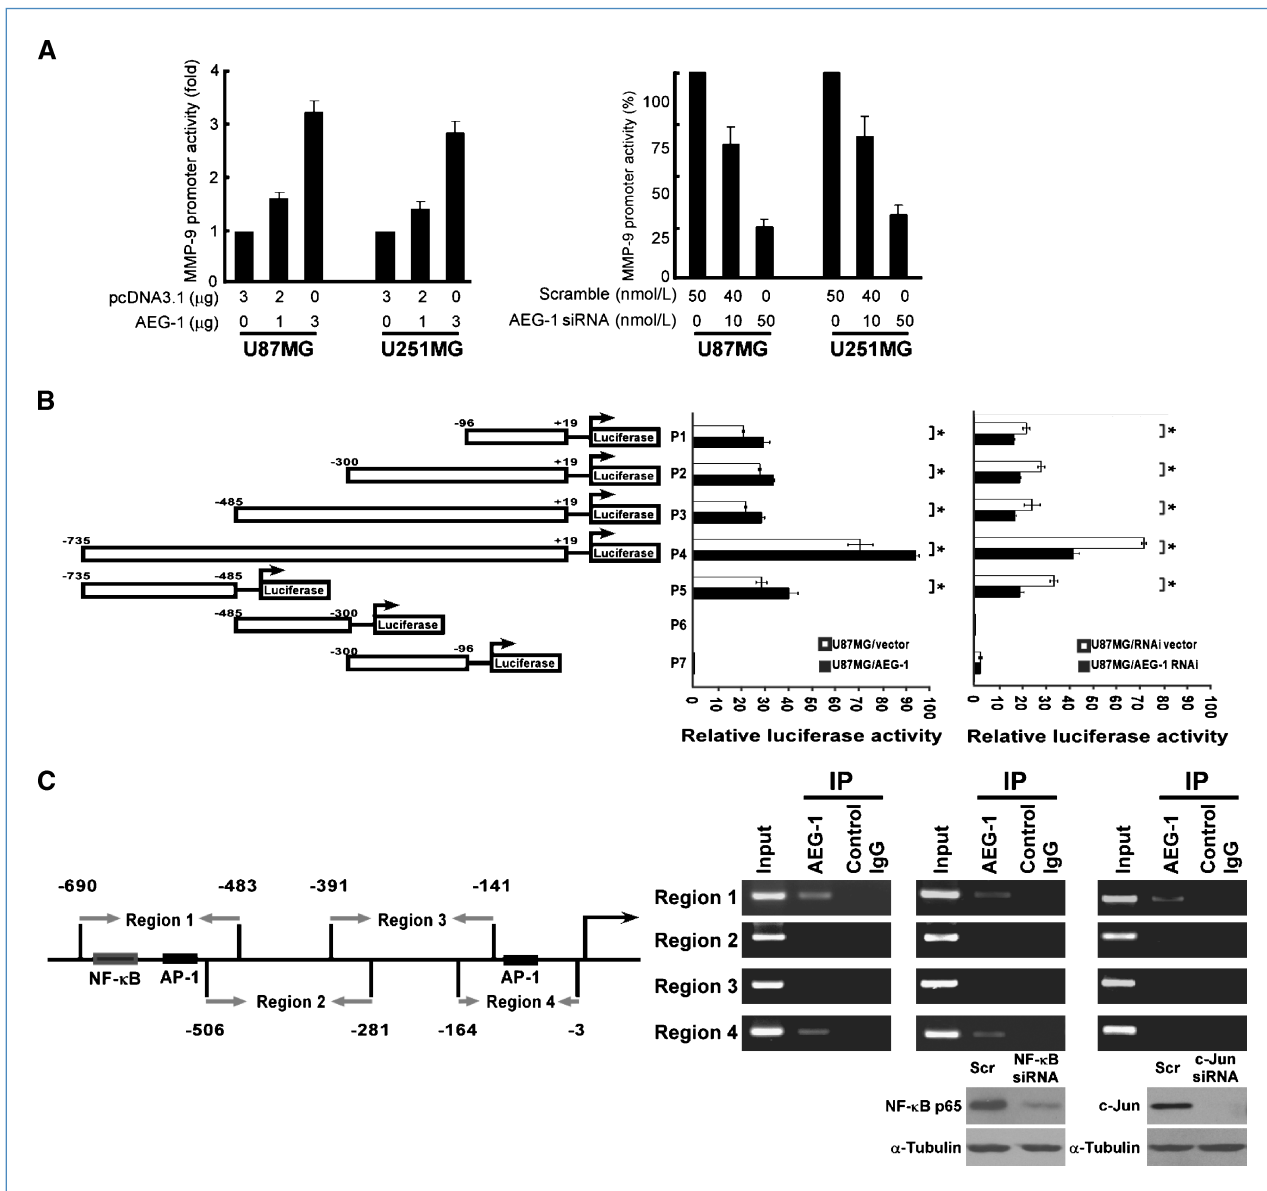 A
MMP-9 promoter activity (fold)
4
3
2
1
0
pcDNA3.1 (μg) 3 2 0 3 2 0
AEG-1 (μg) 0 1 3 0 1 3
U87MG U251MG
MMP-9 promoter activity (%)
100
75
50
25
0
Scramble (nmol/L) 50 40 0 50 40 0
AEG-1 siRNA (nmol/L) 0 10 50 0 10 50
U87MG U251MG
B
-96 +19 Luciferase P1
-300 +19 Luciferase P2
-485 +19 Luciferase P3
-735 +19 Luciferase P4
-735 -485 Luciferase P5
-485 -300 Luciferase P6
-300 -96 Luciferase P7
* * * * *
U87MG/vector
U87MG/AEG-1
0 10 20 30 40 50 60 70 80 90 100
Relative luciferase activity
* * * * *
U87MG/RNAi vector
U87MG/AEG-1 RNAi
0 10 20 30 40 50 60 70 80 90 100
Relative luciferase activity
C
-690 -483 -391 -141
Region 1 Region 3
NF-κB AP-1 AP-1
Region 2 Region 4
-506 -281 -164 -3
IP IP IP
Input AEG-1 Control IgG
Input AEG-1 Control IgG
Input AEG-1 Control IgG
Region 1
Region 2
Region 3
Region 4
Scr NF-κB siRNA
NF-κB p65
α-Tubulin
Scr c-Jun siRNA
c-Jun
α-Tubulin